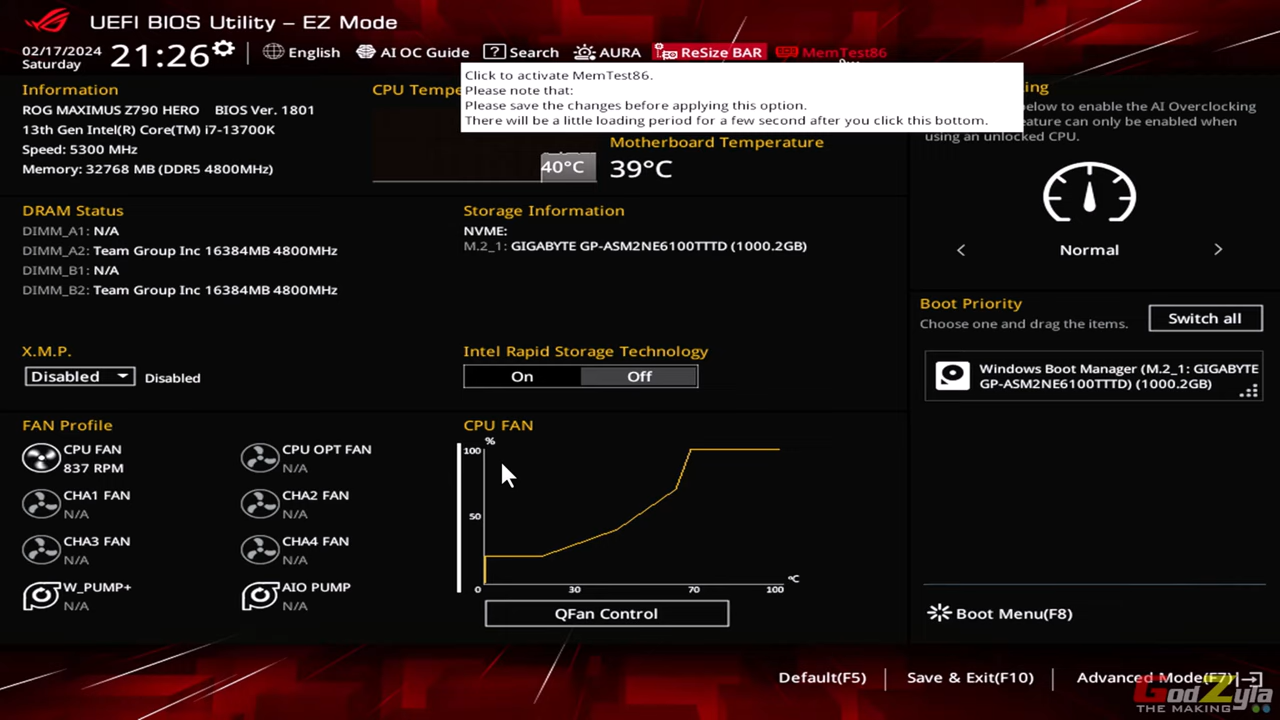 UEFI BIOS Utility – EZ Mode
02/17/2024
Saturday
21:26
English
AI OC Guide
? Search
AURA
ReSize BAR
MemTest86
Click to activate MemTest86.
Please note that:
Please save the changes before applying this option.
There will be a little loading period for a few second after you click this bottom.
Information
ROG MAXIMUS Z790 HERO BIOS Ver. 1801
13th Gen Intel(R) Core(TM) i7-13700K
Speed: 5300 MHz
Memory: 32768 MB (DDR5 4800MHz)
CPU Tempe
40°C
Motherboard Temperature
39°C
ing
below to enable the AI Overclocking
eature can only be enabled when
using an unlocked CPU.
Normal
DRAM Status
DIMM_A1: N/A
DIMM_A2: Team Group Inc 16384MB 4800MHz
DIMM_B1: N/A
DIMM_B2: Team Group Inc 16384MB 4800MHz
Storage Information
NVME:
M.2_1: GIGABYTE GP-ASM2NE6100TTTD (1000.2GB)
X.M.P.
Disabled
Disabled
Intel Rapid Storage Technology
On
Off
Boot Priority
Choose one and drag the items.
Switch all
Windows Boot Manager (M.2_1: GIGABYTE
GP-ASM2NE6100TTTD) (1000.2GB)
Boot Menu(F8)
FAN Profile
CPU FAN
837 RPM
CPU OPT FAN
N/A
CHA1 FAN
N/A
CHA2 FAN
N/A
CHA3 FAN
N/A
CHA4 FAN
N/A
W_PUMP+
N/A
AIO PUMP
N/A
CPU FAN
%
100
50
0
30
70
100
°C
QFan Control
Default(F5)
Save & Exit(F10)
Advanced Mode(F7)
GodZyla
THE MAKING